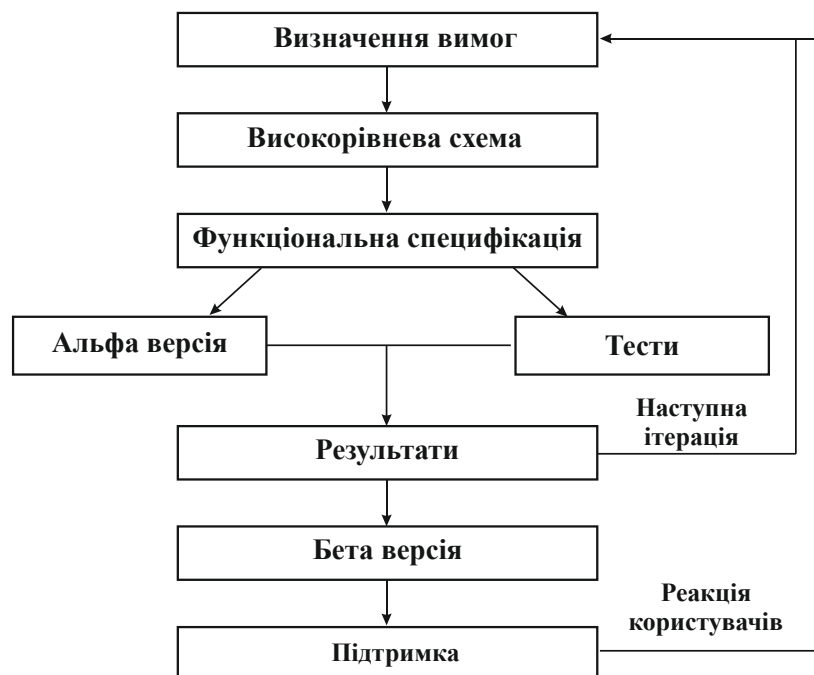 Визначення вимог
Високорівнева схема
Функціональна специфікація
Альфа версія
Тести
Наступна
ітерація
Результати
Бета версія
Реакція
користувачів
Підтримка